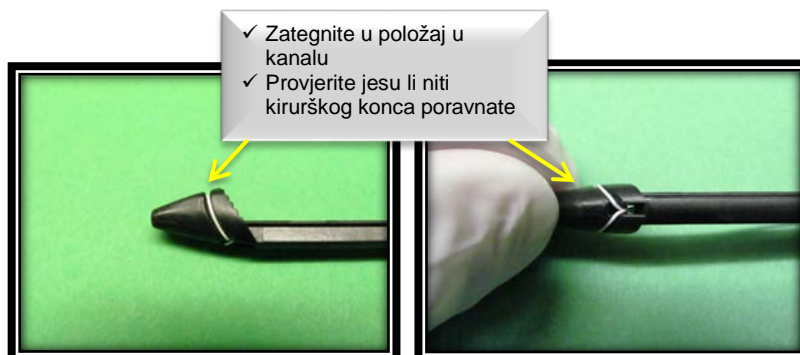 ✓ Zategnite u položaj u
kanalu
✓ Provjerite jesu li niti
kirurškog konca poravnate